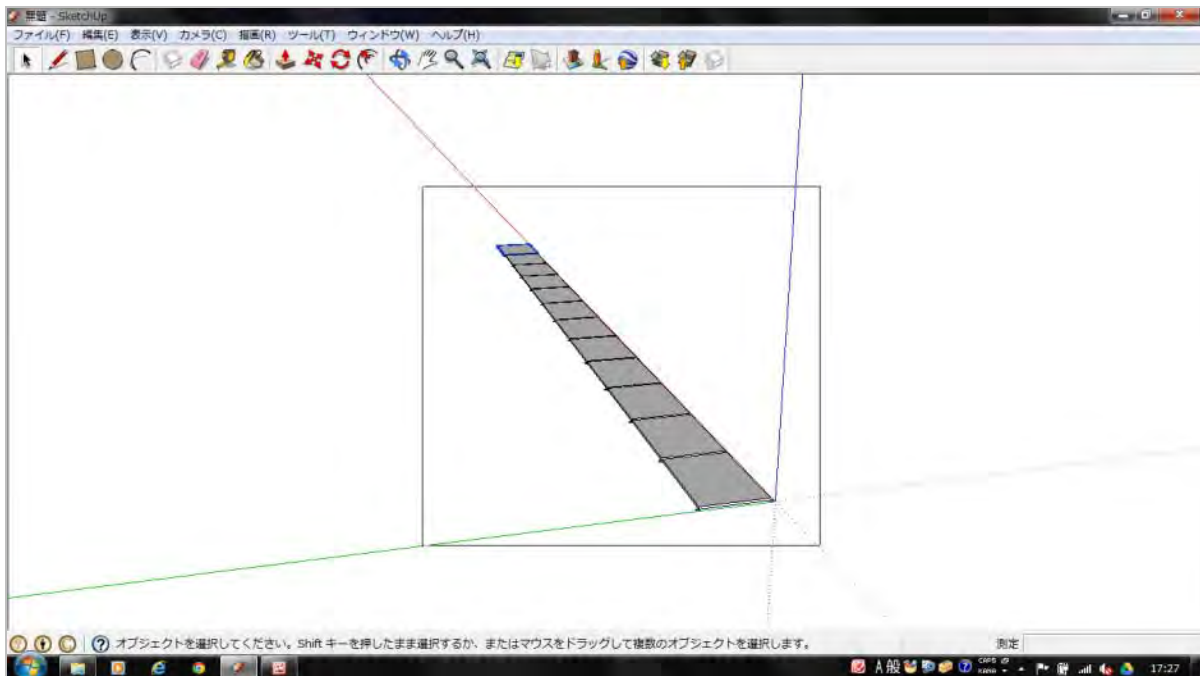 無題 - SketchUp
ファイル(F) 編集(E) 表示(V) カメラ(C) 描画(R) ツール(T) ウィンドウ(W) ヘルプ(H)
オブジェクトを選択してください。Shift キーを押したまま選択するか、またはマウスをドラッグして複数のオブジェクトを選択します。 測定
A 般 CAPS KANA 17:27